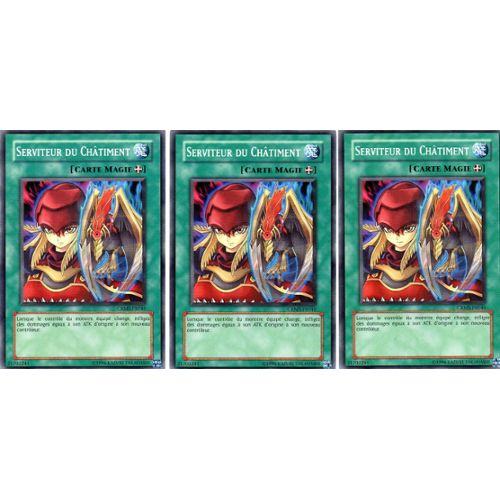 SERVITEUR DU CHÂTIMENT
[CARTE MAGIE
Lorsque le contrôle du monstre équipé change, infligez
des dommages égaux à son ATK d'origine à son nouveau
contrôleur.
SERVITEUR DU CHÂTIMENT
[CARTE MAGIE
Lorsque le contrôle du monstre équipé change, infligez
des dommages égaux à son ATK d'origine à son nouveau
contrôleur.
SERVITEUR DU CHÂTIMENT
[CARTE MAGIE
Lorsque le contrôle du monstre équipé change, infligez
des dommages égaux à son ATK d'origine à son nouveau
contrôleur.